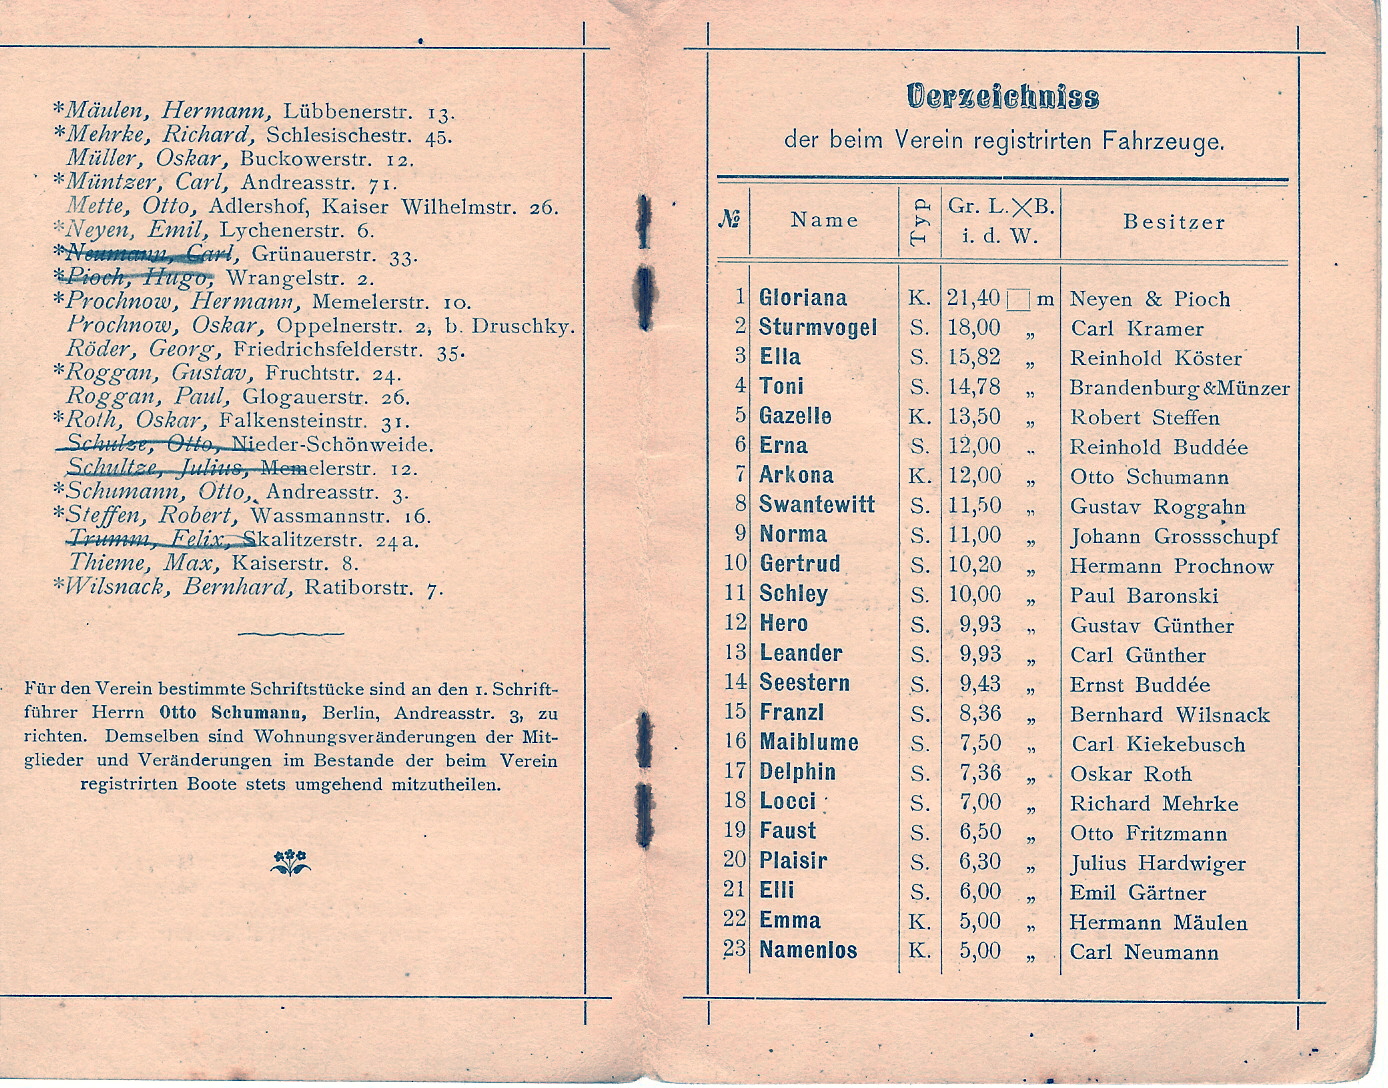 *Mäulen, Hermann, Lübbenerstr. 13.
*Mehrke, Richard, Schlesischestr. 45.
Müller, Oskar, Buckowerstr. 12.
*Müntzer, Carl, Andreasstr. 71.
Mette, Otto, Adlershof, Kaiser Wilhelmstr. 26.
*Neyen, Emil, Lychenerstr. 6.
*Neumann, Carl, Grünauerstr. 33.
*Pioch, Hugo, Wrangelstr. 2.
*Prochnow, Hermann, Memelerstr. 10.
Prochnow, Oskar, Oppelnerstr. 2, b. Druschky.
Röder, Georg, Friedrichsfelderstr. 35.
*Roggan, Gustav, Fruchtstr. 24.
Roggan, Paul, Glogauerstr. 26.
*Roth, Oskar, Falkensteinstr. 31.
Schulze, Otto, Nieder-Schönweide.
Schultze, Julius, Memelerstr. 12.
*Schumann, Otto, Andreasstr. 3.
*Steffen, Robert, Wassmannstr. 16.
Trumm, Felix, Skalitzerstr. 24a.
Thieme, Max, Kaiserstr. 8.
*Wilsnack, Bernhard, Ratiborstr. 7.
Für den Verein bestimmte Schriftstücke sind an den 1. Schrift-
führer Herrn Otto Schumann, Berlin, Andreasstr. 3, zu
richten. Demselben sind Wohnungsveränderungen der Mit-
glieder und Veränderungen im Bestande der beim Verein
registrirten Boote stets umgehend mitzutheilen.
Verzeichniss
der beim Verein registrirten Fahrzeuge.
№ Name Typ Gr. L.XB. i. d. W. Besitzer
1 Gloriana K. 21,40 □ m Neyen & Pioch
2 Sturmvogel S. 18,00 „ Carl Kramer
3 Ella S. 15,82 „ Reinhold Köster
4 Toni S. 14,78 „ Brandenburg&Münzer
5 Gazelle K. 13,50 „ Robert Steffen
6 Erna S. 12,00 „ Reinhold Buddée
7 Arkona K. 12,00 „ Otto Schumann
8 Swantewitt S. 11,50 „ Gustav Roggahn
9 Norma S. 11,00 „ Johann Grossschupf
10 Gertrud S. 10,20 „ Hermann Prochnow
11 Schley S. 10,00 „ Paul Baronski
12 Hero S. 9,93 „ Gustav Günther
13 Leander S. 9,93 „ Carl Günther
14 Seestern S. 9,43 „ Ernst Buddée
15 Franzl S. 8,36 „ Bernhard Wilsnack
16 Maiblume S. 7,50 „ Carl Kiekebusch
17 Delphin S. 7,36 „ Oskar Roth
18 Locci S. 7,00 „ Richard Mehrke
19 Faust S. 6,50 „ Otto Fritzmann
20 Plaisir S. 6,30 „ Julius Hardwiger
21 Elli S. 6,00 „ Emil Gärtner
22 Emma K. 5,00 „ Hermann Mäulen
23 Namenlos K. 5,00 „ Carl Neumann